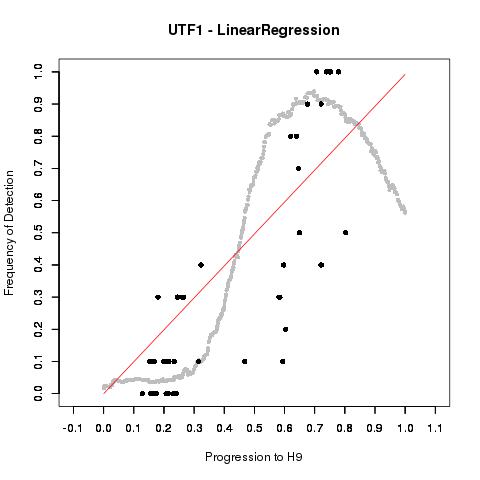 UTF1 - LinearRegression
Frequency of Detection
1.0
0.9
0.8
0.7
0.6
0.5
0.4
0.3
0.2
0.1
0.0
-0.1 0.0 0.1 0.2 0.3 0.4 0.5 0.6 0.7 0.8 0.9 1.0 1.1
Progression to H9